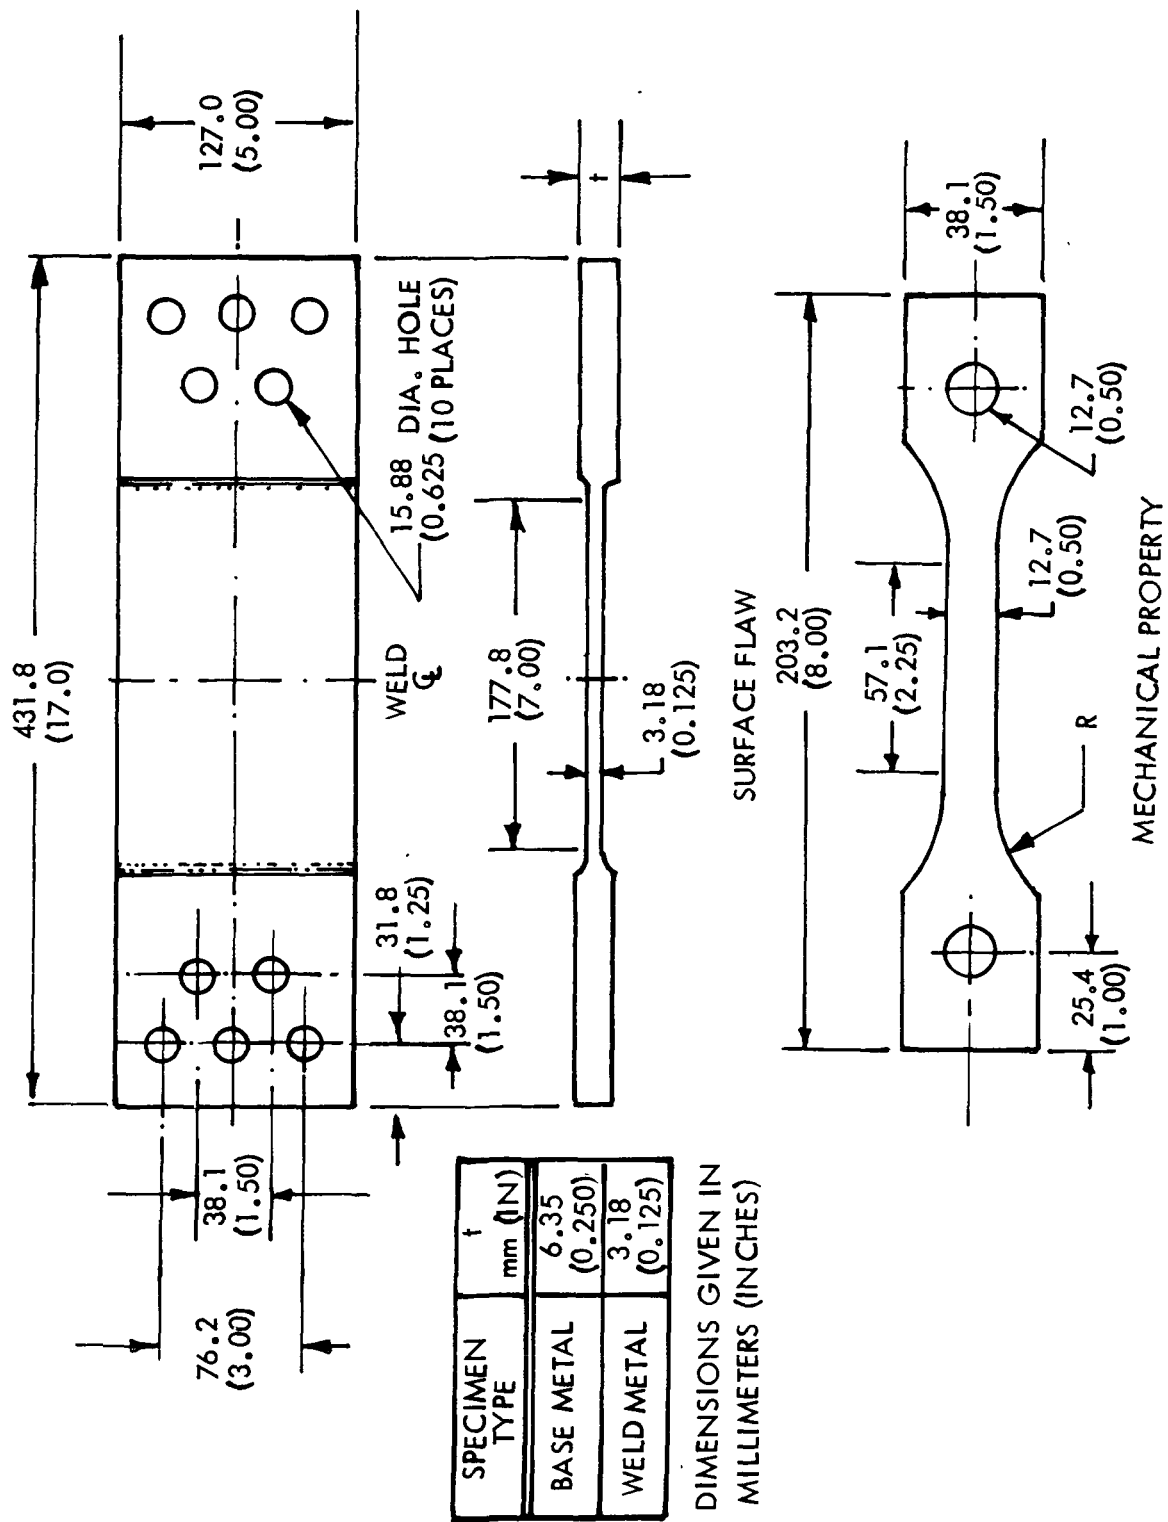 431.8
(17.0)
127.0
(5.00)
76.2
(3.00)
38.1
(1.50)
31.8
(1.25)
38.1
(1.50)
WELD
℄
15.88 DIA. HOLE
(0.625 (10 PLACES)
177.8
(7.00)
t
3.18
(0.125)
SURFACE FLAW
203.2
(8.00)
57.1
(2.25)
38.1
(1.50)
12.7
(0.50)
12.7
(0.50)
R
25.4
(1.00)
MECHANICAL PROPERTY
SPECIMEN
TYPE
t
mm (IN)
BASE METAL
6.35
(0.250)
WELD METAL
3.18
(0.125)
DIMENSIONS GIVEN IN
MILLIMETERS (INCHES)